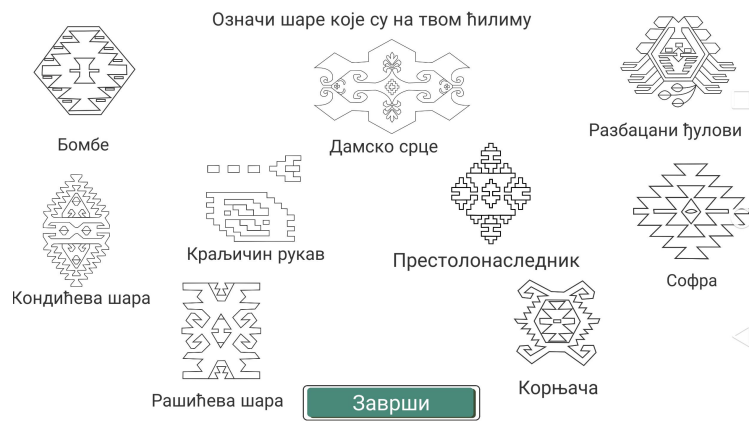 Означи шаре које су на твом ћилиму
Бомбе
Дамско срце
Разбацани ђулови
Кондићева шара
Краљичин рукав
Престолонаследник
Софра
Рашићева шара
Корњача
Заврши